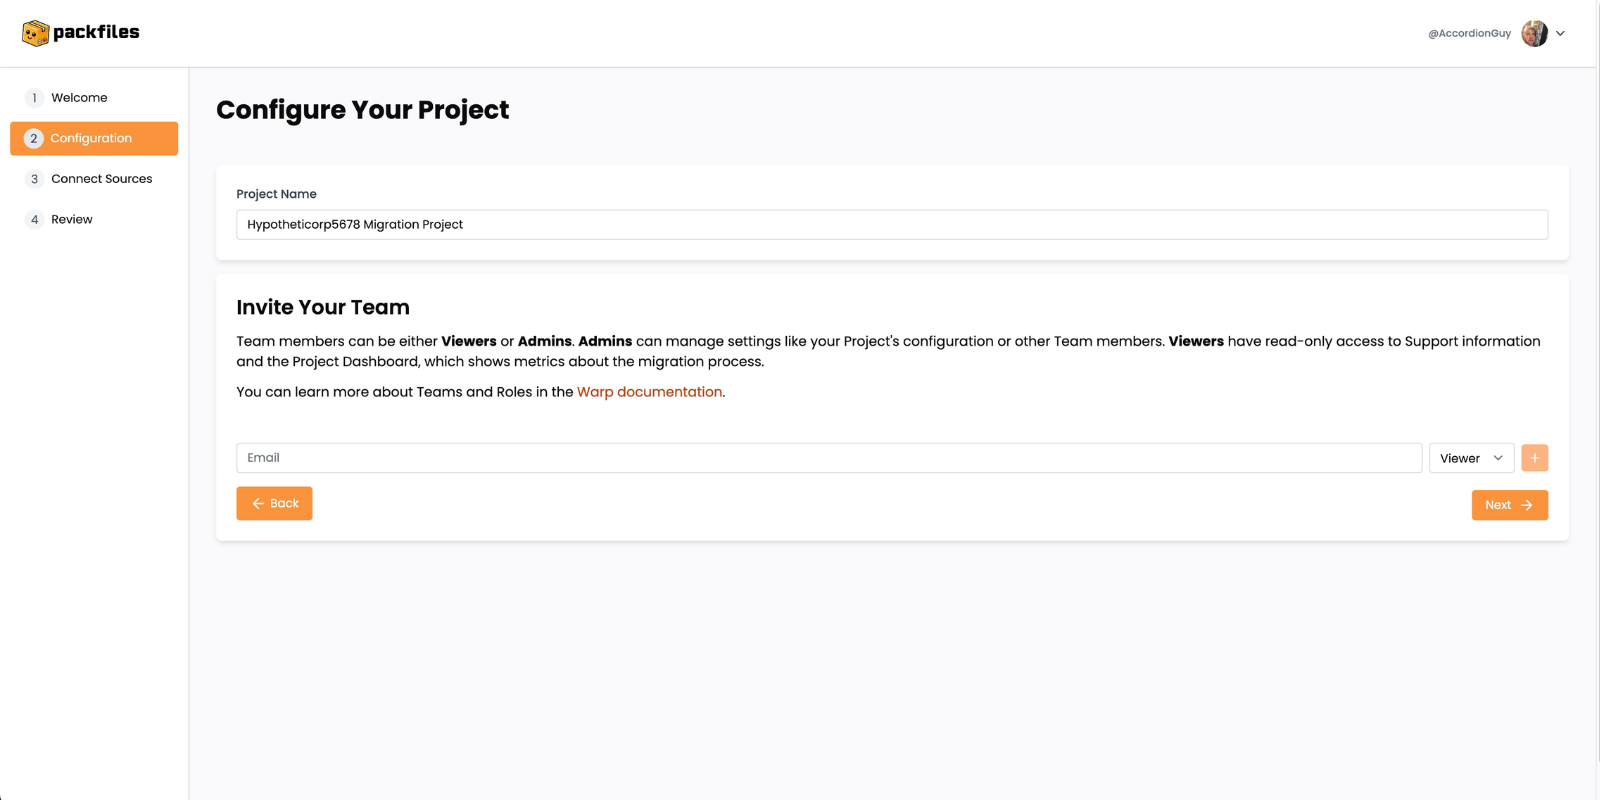 packfiles
@AccordionGuy
1 Welcome
2 Configuration
3 Connect Sources
4 Review
Configure Your Project
Project Name
Hypotheticorp5678 Migration Project
Invite Your Team
Team members can be either Viewers or Admins. Admins can manage settings like your Project's configuration or other Team members. Viewers have read-only access to Support information
and the Project Dashboard, which shows metrics about the migration process.
You can learn more about Teams and Roles in the Warp documentation.
Email
Viewer
+
Back
Next